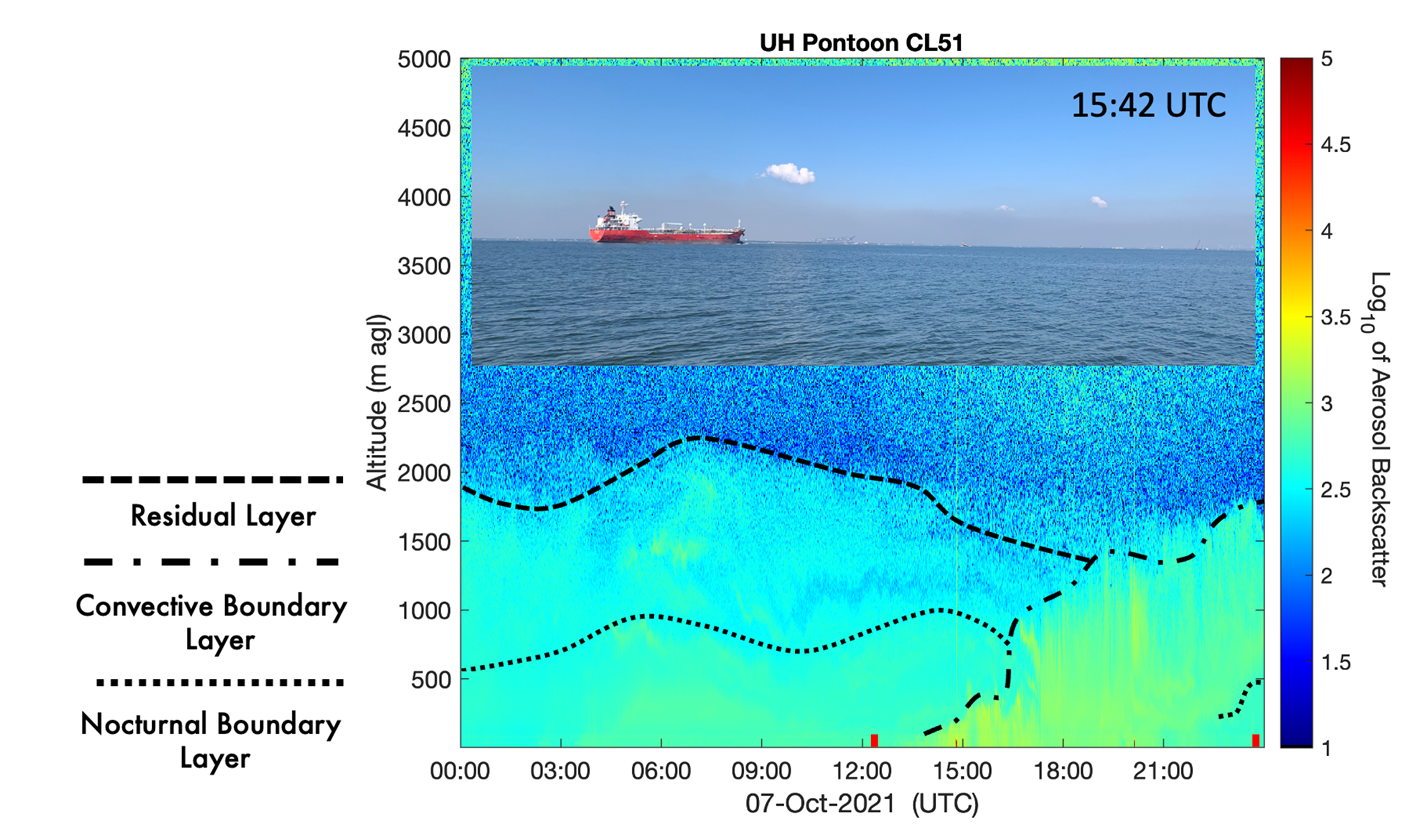 UH Pontoon CL51
15:42 UTC
5000
4500
4000
3500
3000
2500
2000
1500
1000
500
Altitude (m agl)
00:00 03:00 06:00 09:00 12:00 15:00 18:00 21:00
07-Oct-2021 (UTC)
5
4.5
4
3.5
3
2.5
2
1.5
1
Log10 of Aerosol Backscatter
Residual Layer
Convective Boundary
Layer
Nocturnal Boundary
Layer